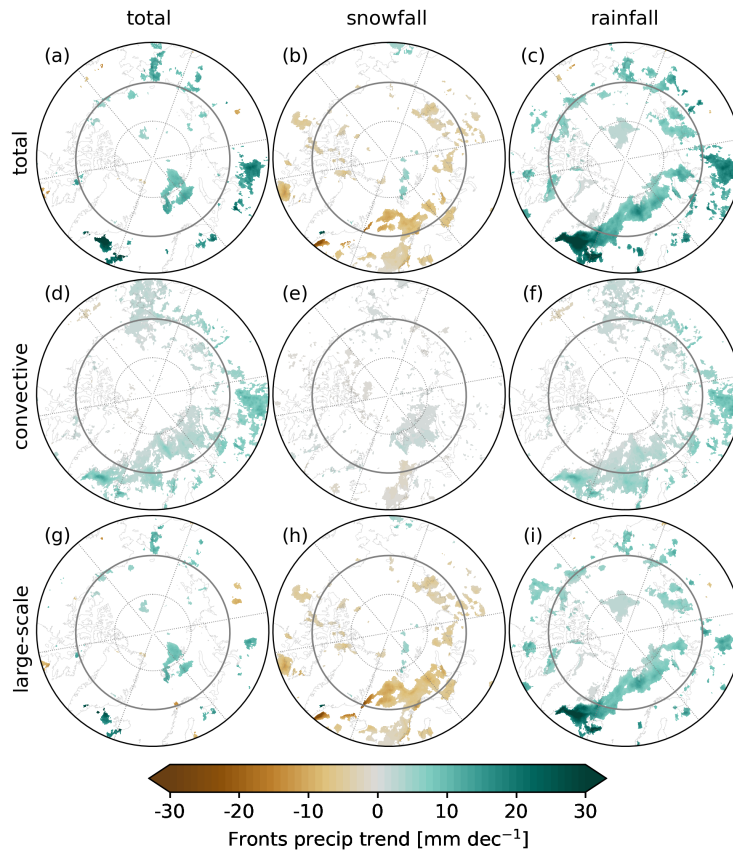 total snowfall rainfall
(a) (b) (c)
total
(d) (e) (f)
convective
(g) (h) (i)
large-scale
-30 -20 -10 0 10 20 30
Fronts precip trend [mm dec⁻¹]